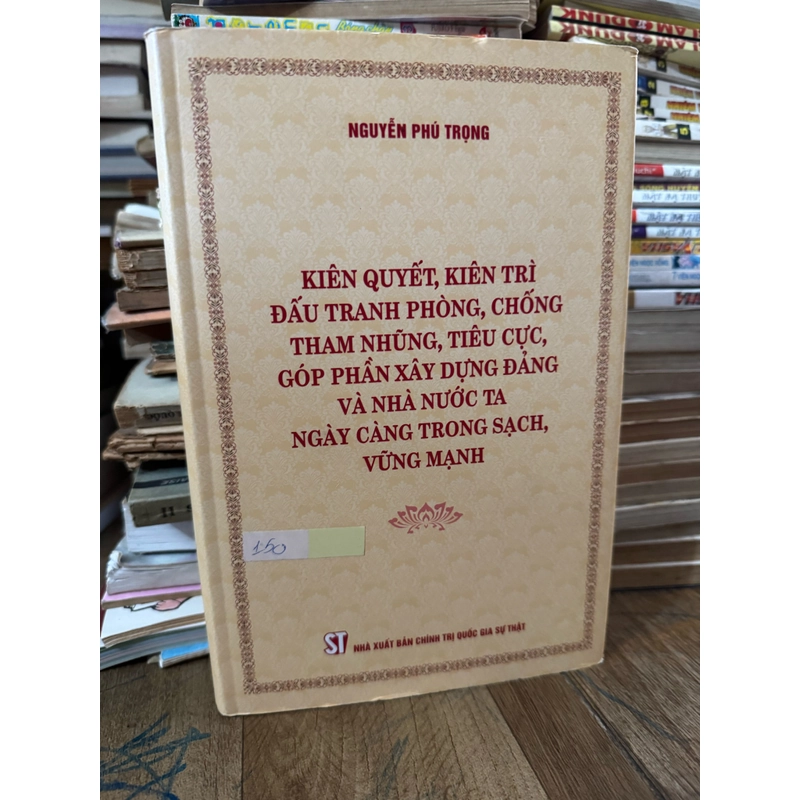 NGUYỄN PHÚ TRỌNG
KIÊN QUYẾT, KIÊN TRÌ
ĐẤU TRANH PHÒNG, CHỐNG
THAM NHŨNG, TIÊU CỰC,
GÓP PHẦN XÂY DỰNG ĐẢNG
VÀ NHÀ NƯỚC TA
NGÀY CÀNG TRONG SẠCH,
VỮNG MẠNH
150
ST NHÀ XUẤT BẢN CHÍNH TRỊ QUỐC GIA SỰ THẬT